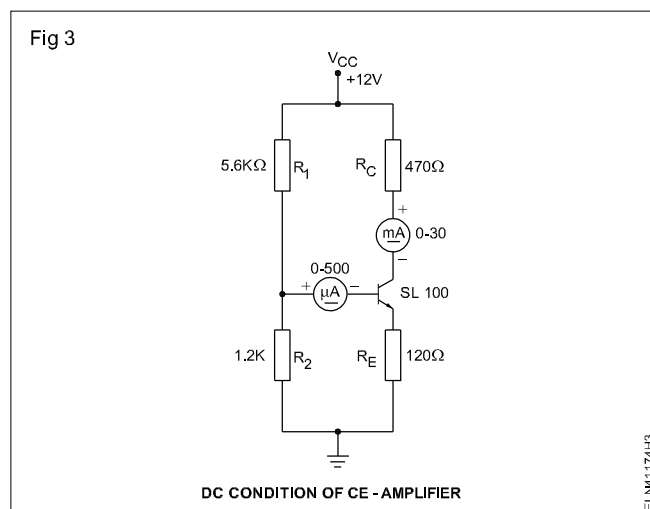 Fig 3
VCC
+12V
5.6KΩ R1
RC 470Ω
+
mA 0-30
−
0-500
+ µA −
SL 100
1.2K R2
RE 120Ω
DC CONDITION OF CE - AMPLIFIER
ELN411174H3